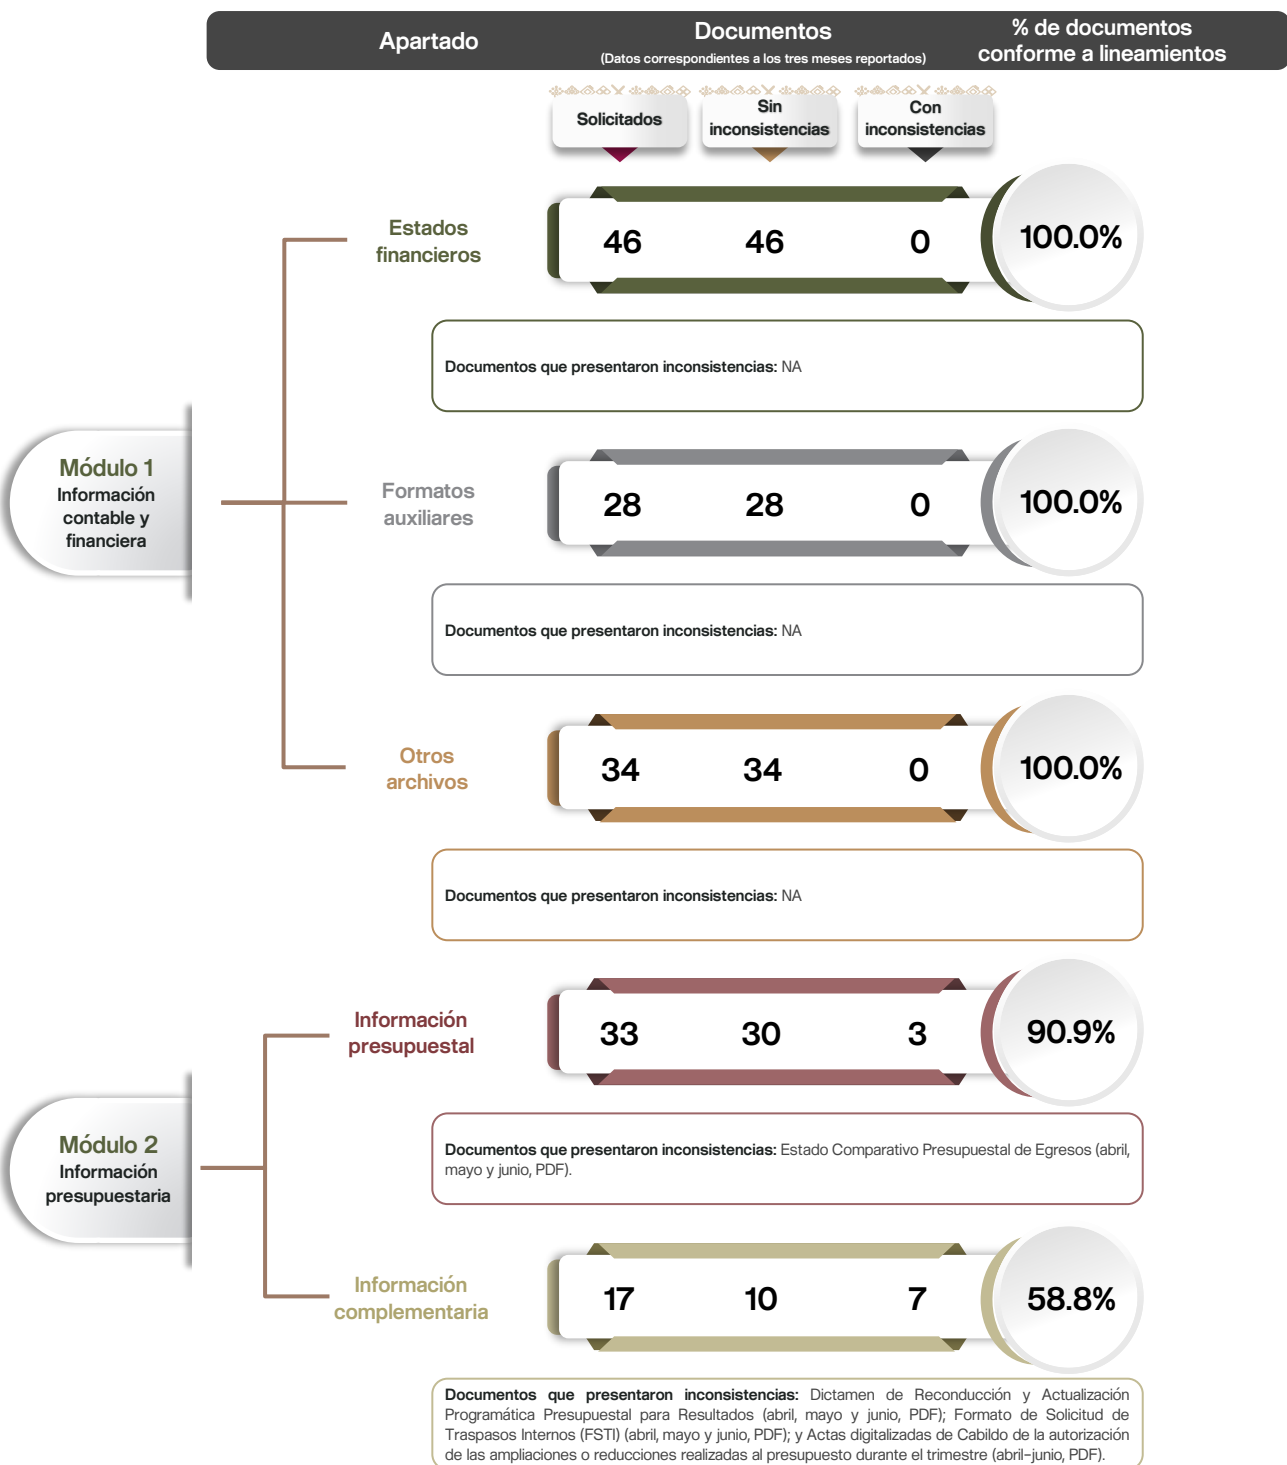 Apartado
Documentos
(Datos correspondientes a los tres meses reportados)
% de documentos
conforme a lineamientos
Solicitados
Sin
inconsistencias
Con
inconsistencias
Módulo 1
Información
contable y
financiera
Estados
financieros
46 46 0 100.0%
Documentos que presentaron inconsistencias: NA
Formatos
auxiliares
28 28 0 100.0%
Documentos que presentaron inconsistencias: NA
Otros
archivos
34 34 0 100.0%
Documentos que presentaron inconsistencias: NA
Módulo 2
Información
presupuestaria
Información
presupuestal
33 30 3 90.9%
Documentos que presentaron inconsistencias: Estado Comparativo Presupuestal de Egresos (abril,
mayo y junio, PDF).
Información
complementaria
17 10 7 58.8%
Documentos que presentaron inconsistencias: Dictamen de Reconducción y Actualización
Programática Presupuestal para Resultados (abril, mayo y junio, PDF); Formato de Solicitud de
Traspasos Internos (FSTI) (abril, mayo y junio, PDF); y Actas digitalizadas de Cabildo de la autorización
de las ampliaciones o reducciones realizadas al presupuesto durante el trimestre (abril-junio, PDF).